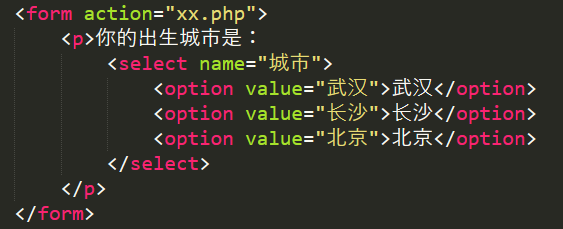 <form action="xx.php">
<p>你的出生城市是：
<select name="城市">
<option value="武汉">武汉</option>
<option value="长沙">长沙</option>
<option value="北京">北京</option>
</select>
</p>
</form>